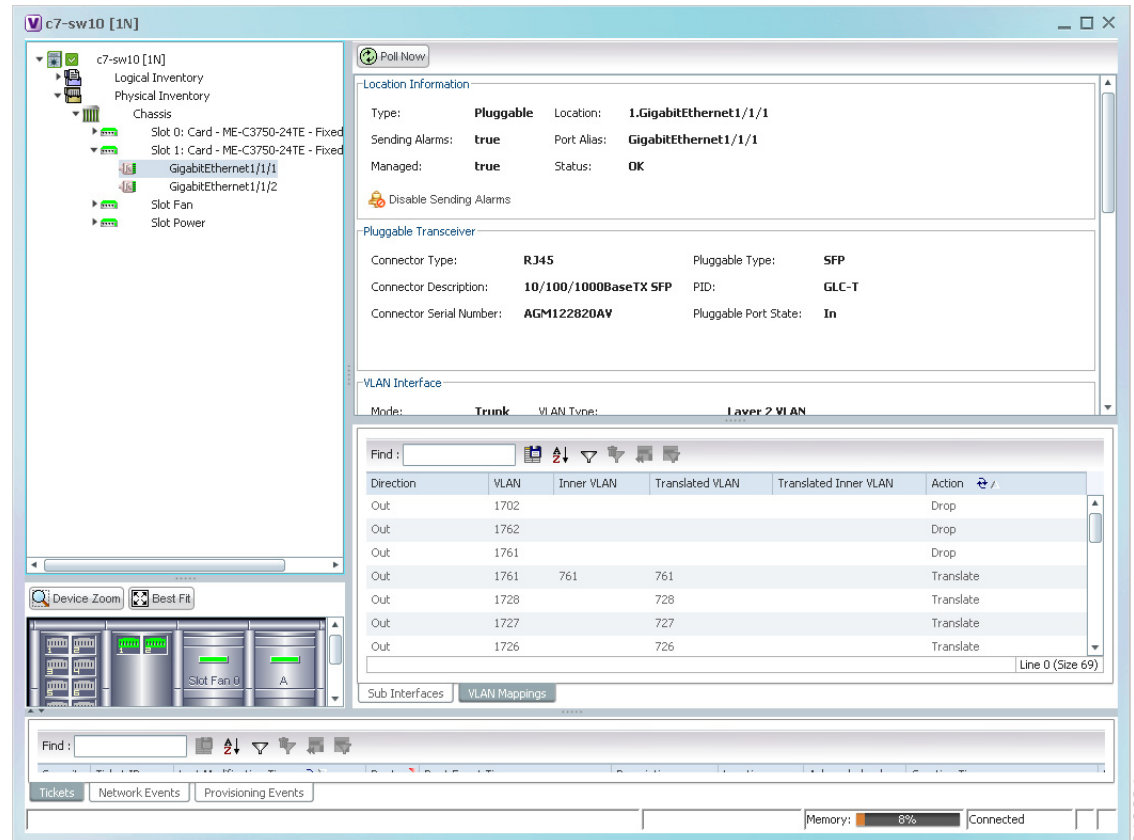 c7-sw10 [1N]
c7-sw10 [1N]
Logical Inventory
Physical Inventory
Chassis
Slot 0: Card - ME-C3750-24TE - Fixed
Slot 1: Card - ME-C3750-24TE - Fixed
GigabitEthernet1/1/1
GigabitEthernet1/1/2
Slot Fan
Slot Power
Poll Now
Location Information
Type: Pluggable Location: 1.GigabitEthernet1/1/1
Sending Alarms: true Port Alias: GigabitEthernet1/1/1
Managed: true Status: OK
Disable Sending Alarms
Pluggable Transceiver
Connector Type: RJ45 Pluggable Type: SFP
Connector Description: 10/100/1000BaseTX SFP PID: GLC-T
Connector Serial Number: AGM122820AV Pluggable Port State: In
VLAN Interface
Mode: Trunk VLAN Type: Layer 2 VLAN
Find :
Direction VLAN Inner VLAN Translated VLAN Translated Inner VLAN Action
Out 1702 Drop
Out 1762 Drop
Out 1761 Drop
Out 1761 761 761 Translate
Out 1728 728 Translate
Out 1727 727 Translate
Out 1726 726 Translate
Line 0 (Size 69)
Sub Interfaces VLAN Mappings
Device Zoom Best Fit
Slot Fan 0 A
Find :
Tickets Network Events Provisioning Events
Memory: 8% Connected